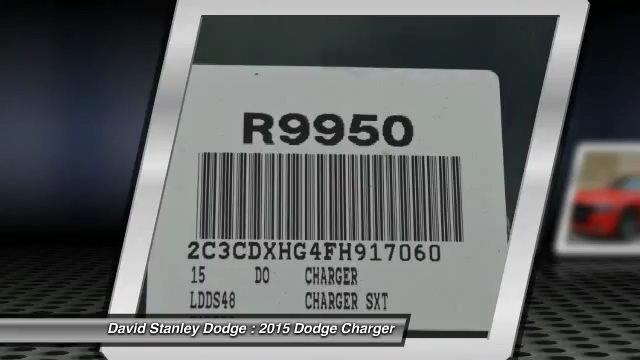 R9950
2C3CDXHG4FH917060
15 DO CHARGER
LDDS48 CHARGER SXT
David Stanley Dodge : 2015 Dodge Charger